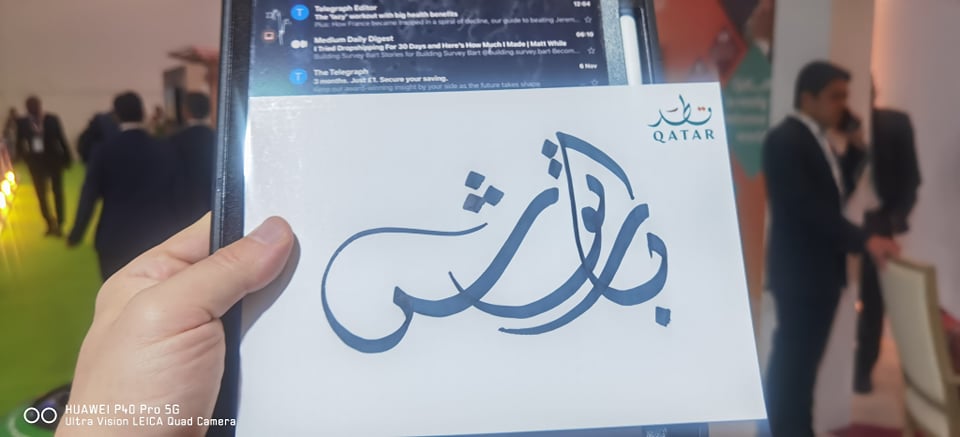 Telegraph Editor
12:04
The 'lazy' workout with big health benefits
Plus: How France became trapped in a spiral of decline, our guide to beating Jerem...
Medium Daily Digest
06:16
I Tried Dropshipping For 30 Days and Here's How Much I Made | Matt While
Building Survey Bart Stories for Building Survey Bart @building.survey.bart Becom...
The Telegraph
6 Nov
3 months. Just £1. Secure your saving.
Keep our award-winning insight by your side as the future takes shape
قطر
QATAR
HUAWEI P40 Pro 5G
Ultra Vision LEICA Quad Camera